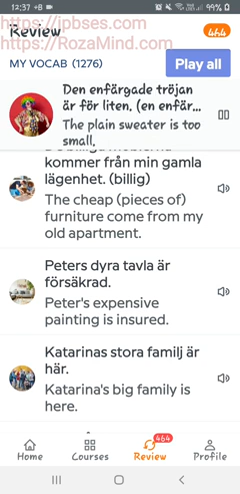 12:37 99%
https://jpbses.com
Review
464
https://RozaMind.com
MY VOCAB (1276)
Play all
Den enfärgade tröjan
är för liten. (en enfär...
The plain sweater is too
small.
kommer från min gamla
lägenhet. (billig)
The cheap (pieces of)
furniture come from my
old apartment.
Peters dyra tavla är
försäkrad.
Peter's expensive
painting is insured.
Katarinas stora familj är
här.
Katarina's big family is
here.
464
Home Courses Review Profile